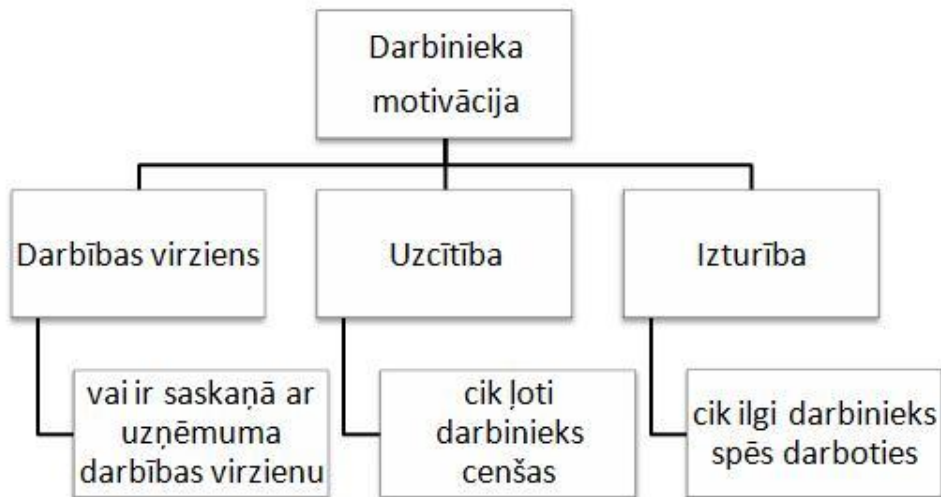 Darbinieka
motivācija
Darbības virziens
Uzcītība
Izturība
vai ir saskaņā ar
uzņēmuma
darbības virzienu
cik ļoti
darbinieks
cenšas
cik ilgi darbinieks
spēs darboties